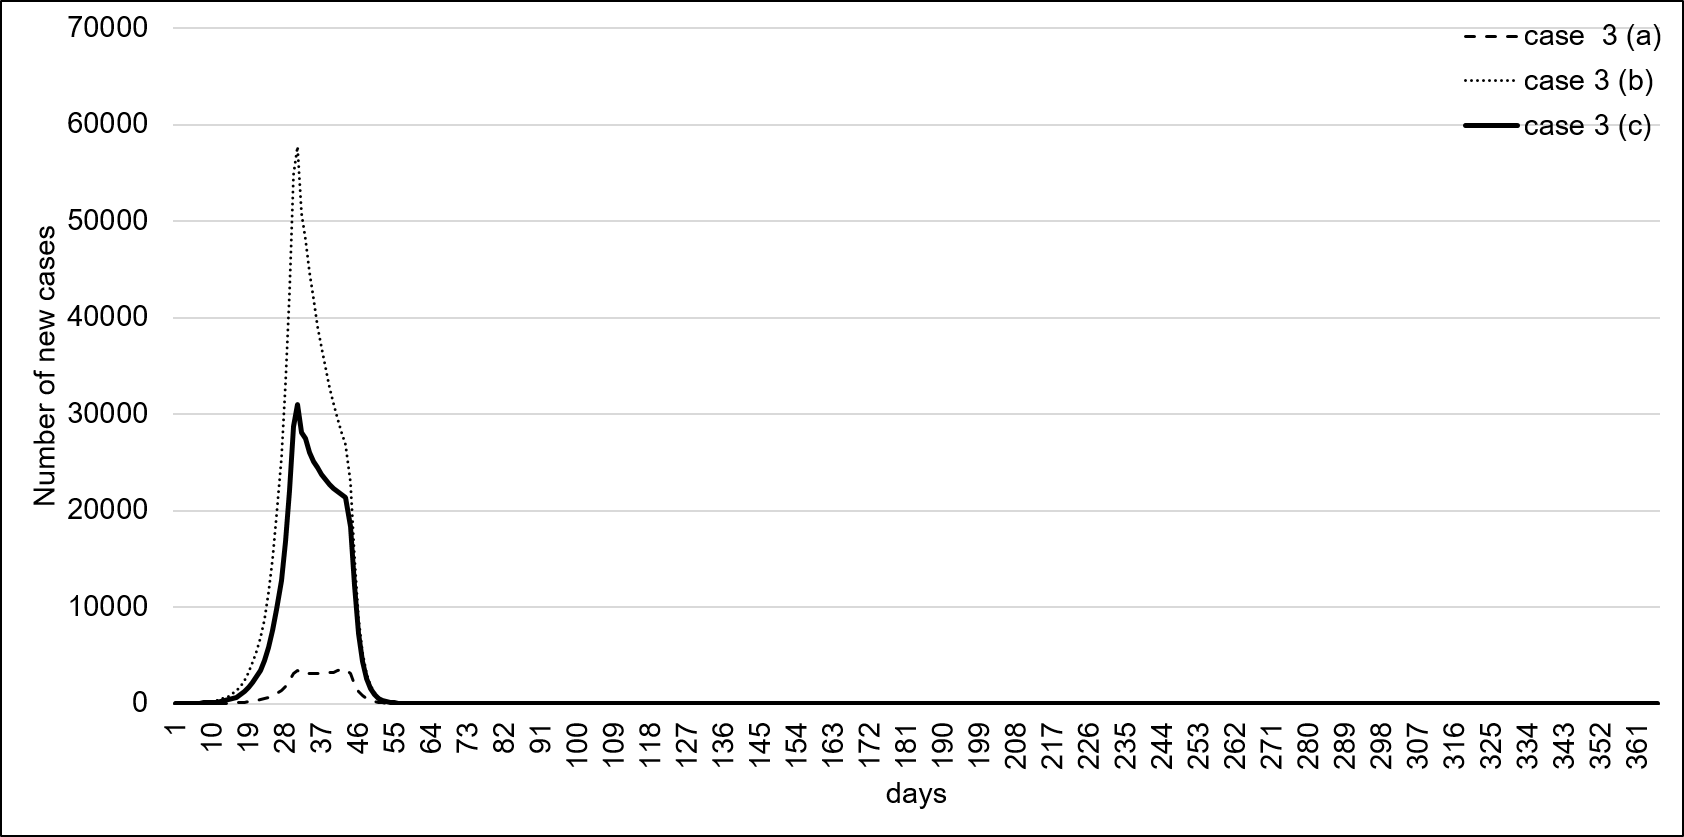 70000
60000
50000
40000
30000
20000
10000
0
Number of new cases
case 3 (a)
case 3 (b)
case 3 (c)
1 10 19 28 37 46 55 64 73 82 91 100 109 118 127 136 145 154 163 172 181 190 199 208 217 226 235 244 253 262 271 280 289 298 307 316 325 334 343 352 361
days